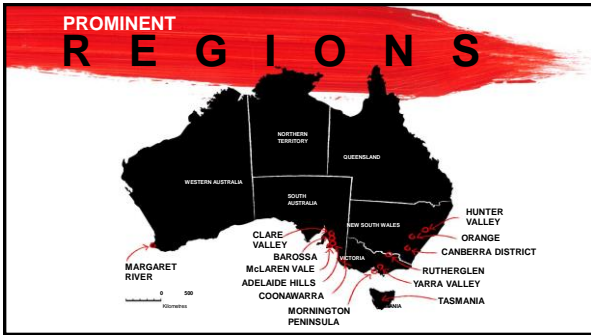 PROMINENT
REGIONS
NORTHERN
TERRITORY
QUEENSLAND
WESTERN AUSTRALIA
SOUTH
AUSTRALIA
NEW SOUTH WALES
VICTORIA
HUNTER
VALLEY
ORANGE
CANBERRA DISTRICT
CLARE
VALLEY
BAROSSA
McLAREN VALE
ADELAIDE HILLS
COONAWARRA
MARGARET
RIVER
RUTHERGLEN
YARRA VALLEY
TASMANIA
MORNINGTON
PENINSULA
0 500
Kilometres